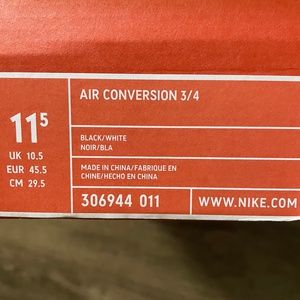 AIR CONVERSION 3/4
11⁵
UK 10.5
EUR 45.5
CM 29.5
BLACK/WHITE
NOIR/BLA
MADE IN CHINA/FABRIQUE EN
CHINE/HECHO EN CHINA
306944 011
WWW.NIKE.COM